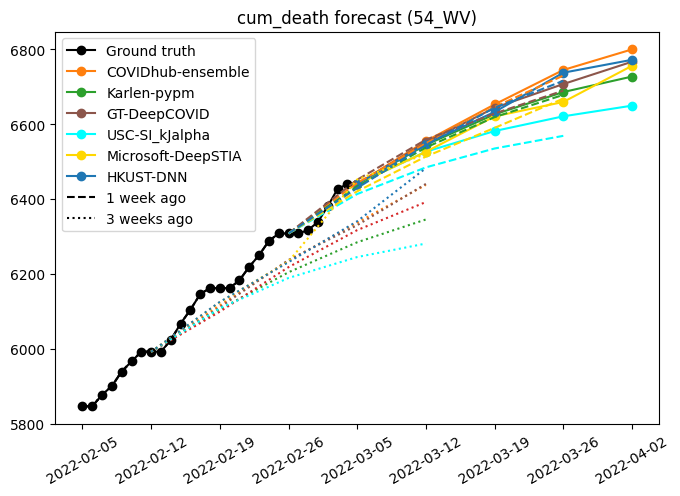 cum_death forecast (54_WV)
6800
6600
6400
6200
6000
5800
Ground truth
COVIDhub-ensemble
Karlen-pypm
GT-DeepCOVID
USC-SI_kJalpha
Microsoft-DeepSTIA
HKUST-DNN
1 week ago
3 weeks ago
2022-02-05
2022-02-12
2022-02-19
2022-02-26
2022-03-05
2022-03-12
2022-03-19
2022-03-26
2022-04-02